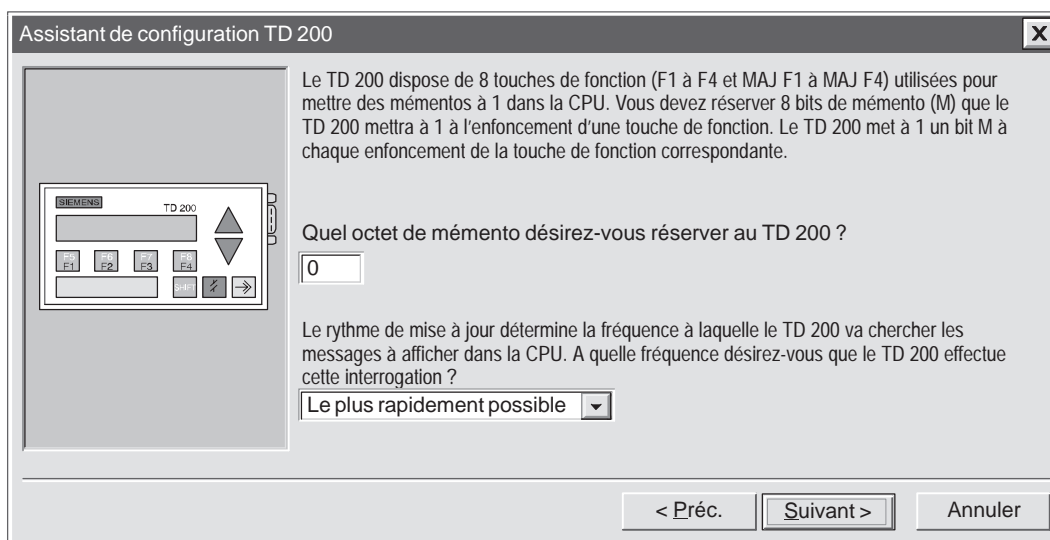 Assistant de configuration TD 200
X
Le TD 200 dispose de 8 touches de fonction (F1 à F4 et MAJ F1 à MAJ F4) utilisées pour
mettre des mémentos à 1 dans la CPU. Vous devez réserver 8 bits de mémento (M) que le
TD 200 mettra à 1 à l'enfoncement d'une touche de fonction. Le TD 200 met à 1 un bit M à
chaque enfoncement de la touche de fonction correspondante.
SIEMENS
TD 200
F5 F6 F7 F8
F1 F2 F3 F4
SHIFT
Quel octet de mémento désirez-vous réserver au TD 200 ?
0
Le rythme de mise à jour détermine la fréquence à laquelle le TD 200 va chercher les
messages à afficher dans la CPU. A quelle fréquence désirez-vous que le TD 200 effectue
cette interrogation ?
Le plus rapidement possible
< Préc. Suivant > Annuler